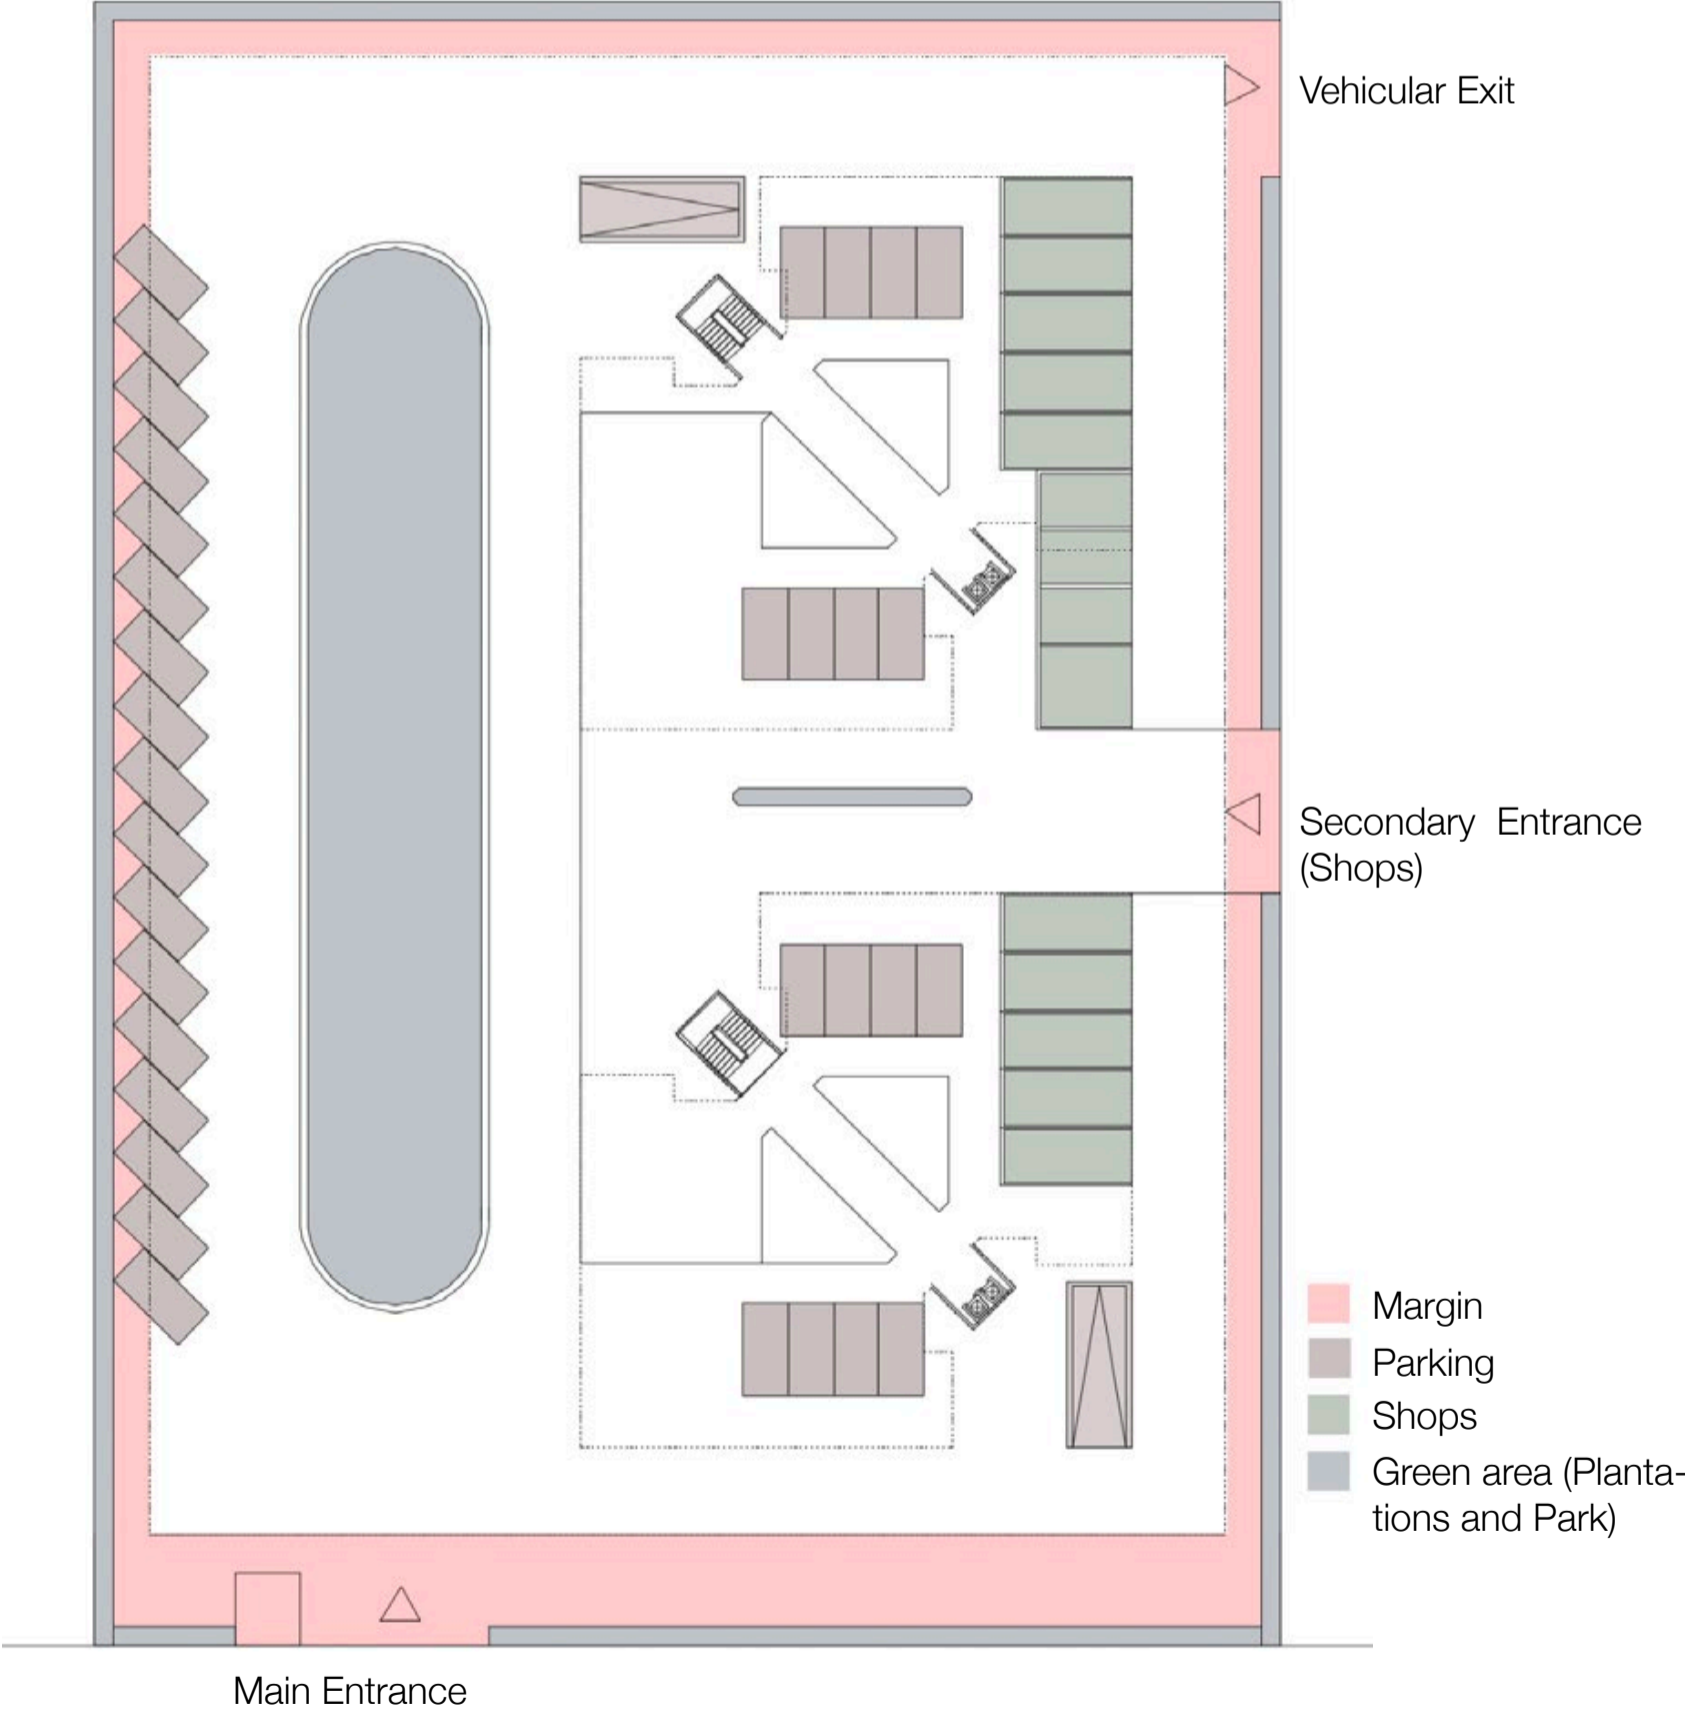 Vehicular Exit
Secondary Entrance
(Shops)
Margin
Parking
Shops
Green area (Planta-
tions and Park)
Main Entrance